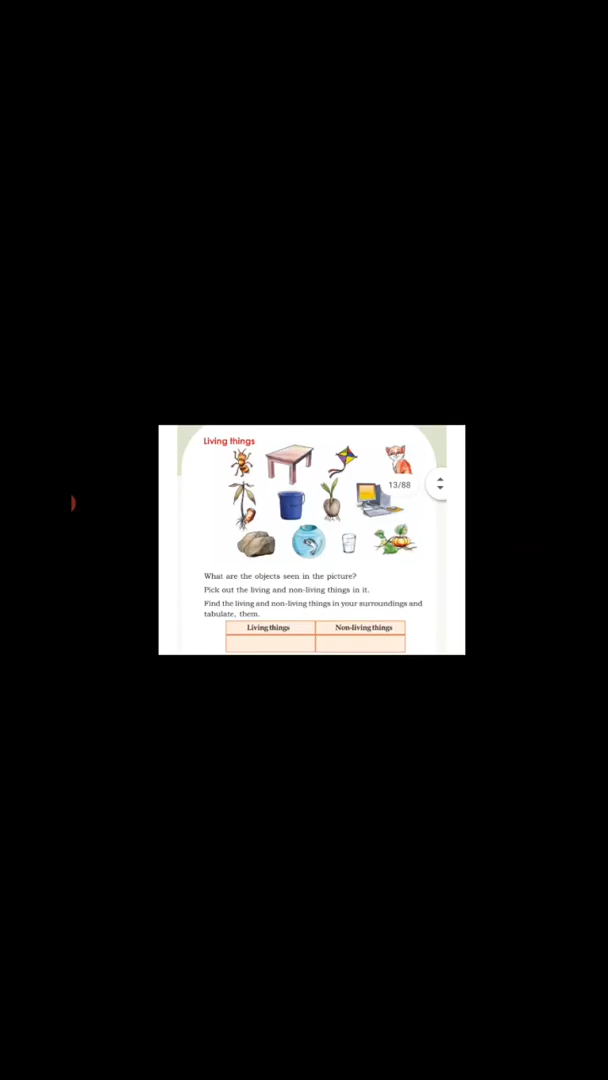 Living things
13/88
What are the objects seen in the picture?
Pick out the living and non-living things in it.
Find the living and non-living things in your surroundings and
tabulate, them.
Living things Non-living things